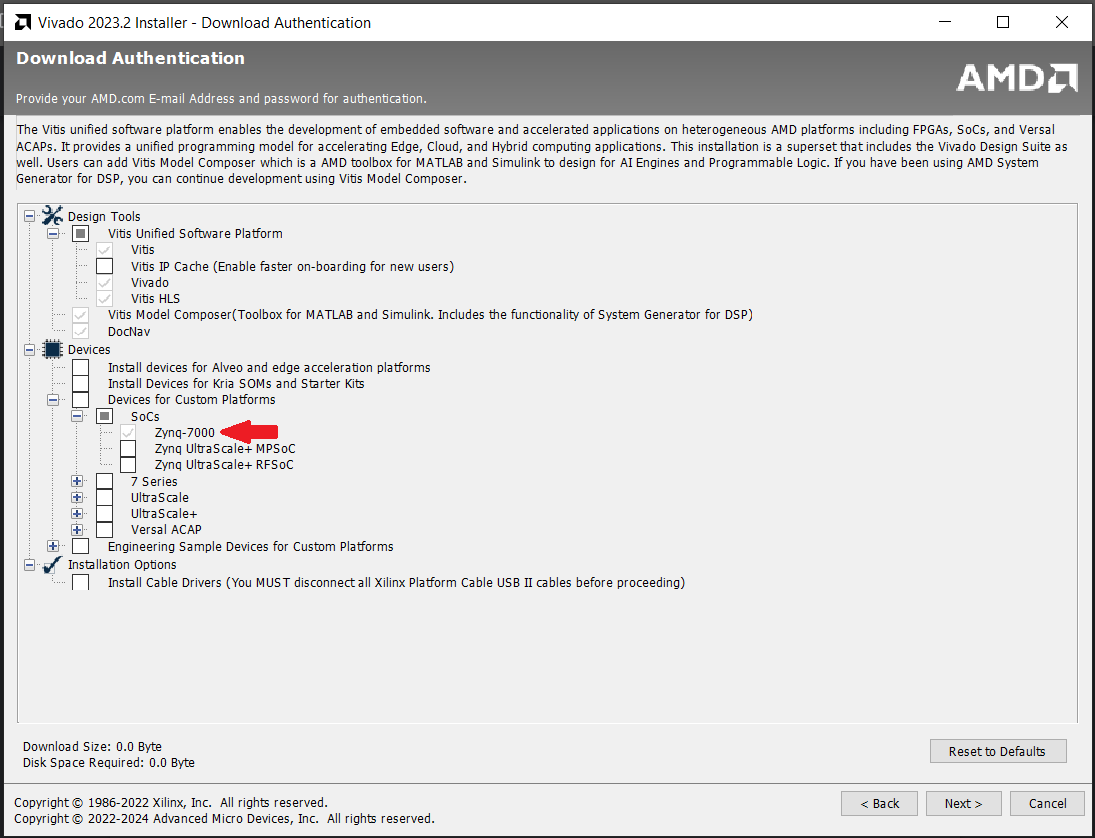 Vivado 2023.2 Installer - Download Authentication
Download Authentication
AMD
Provide your AMD.com E-mail Address and password for authentication.
The Vitis unified software platform enables the development of embedded software and accelerated applications on heterogeneous AMD platforms including FPGAs, SoCs, and Versal
ACAPs. It provides a unified programming model for accelerating Edge, Cloud, and Hybrid computing applications. This installation is a superset that includes the Vivado Design Suite as
well. Users can add Vitis Model Composer which is a AMD toolbox for MATLAB and Simulink to design for AI Engines and Programmable Logic. If you have been using AMD System
Generator for DSP, you can continue development using Vitis Model Composer.
Design Tools
Vitis Unified Software Platform
Vitis
Vitis IP Cache (Enable faster on-boarding for new users)
Vivado
Vitis HLS
Vitis Model Composer(Toolbox for MATLAB and Simulink. Includes the functionality of System Generator for DSP)
DocNav
Devices
Install devices for Alveo and edge acceleration platforms
Install Devices for Kria SOMs and Starter Kits
Devices for Custom Platforms
SoCs
Zynq-7000
Zynq UltraScale+ MPSoC
Zynq UltraScale+ RFSoC
7 Series
UltraScale
UltraScale+
Versal ACAP
Engineering Sample Devices for Custom Platforms
Installation Options
Install Cable Drivers (You MUST disconnect all Xilinx Platform Cable USB II cables before proceeding)
Download Size: 0.0 Byte
Disk Space Required: 0.0 Byte
Reset to Defaults
Copyright © 1986-2022 Xilinx, Inc.  All rights reserved.
Copyright © 2022-2024 Advanced Micro Devices, Inc.  All rights reserved.
< Back
Next >
Cancel